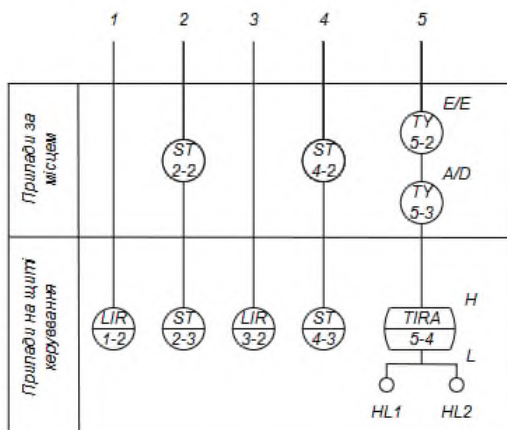 1 2 3 4 5
Прилади за
місцем
E/E
TY
5-2
ST
2-2
ST
4-2
A/D
TY
5-3
Прилади на щиті
керування
LIR
1-2
ST
2-3
LIR
3-2
ST
4-3
H
TIRA
5-4
L
HL1 HL2